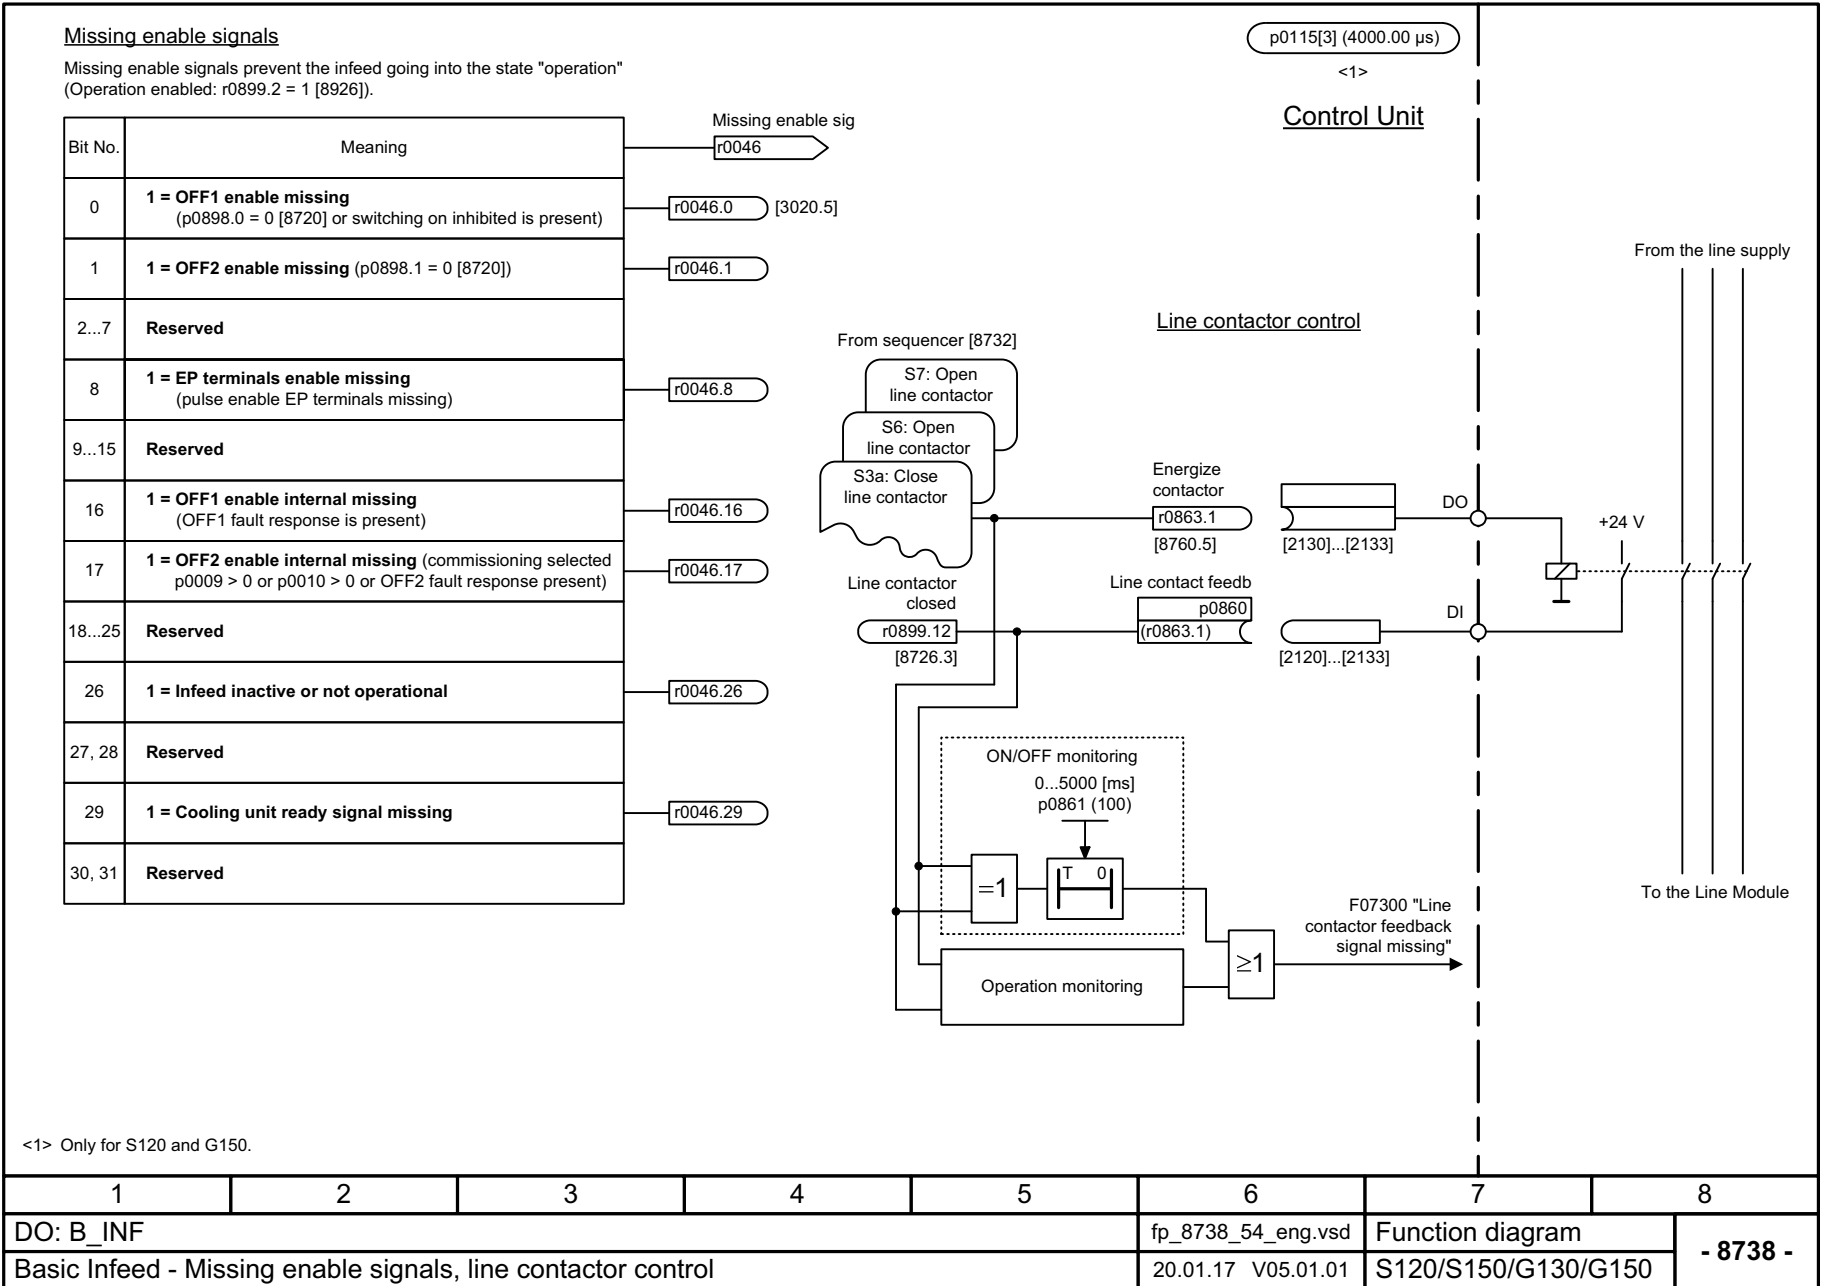 Missing enable signals
Missing enable signals prevent the infeed going into the state "operation"
(Operation enabled: r0899.2 = 1 [8926]).
p0115[3] (4000.00 µs)
<1>
Control Unit
Bit No.
Meaning
Missing enable sig
r0046
0
1 = OFF1 enable missing
(p0898.0 = 0 [8720] or switching on inhibited is present)
r0046.0
[3020.5]
1
1 = OFF2 enable missing (p0898.1 = 0 [8720])
r0046.1
2...7
Reserved
8
1 = EP terminals enable missing
(pulse enable EP terminals missing)
r0046.8
9...15
Reserved
16
1 = OFF1 enable internal missing
(OFF1 fault response is present)
r0046.16
17
1 = OFF2 enable internal missing (commissioning selected
p0009 > 0 or p0010 > 0 or OFF2 fault response present)
r0046.17
18...25
Reserved
26
1 = Infeed inactive or not operational
r0046.26
27, 28
Reserved
29
1 = Cooling unit ready signal missing
r0046.29
30, 31
Reserved
From the line supply
Line contactor control
From sequencer [8732]
S7: Open
line contactor
S6: Open
line contactor
S3a: Close
line contactor
Energize
contactor
r0863.1
[8760.5]
[2130]...[2133]
DO
+24 V
Line contactor
closed
r0899.12
[8726.3]
Line contact feedb
p0860
(r0863.1)
[2120]...[2133]
DI
ON/OFF monitoring
0...5000 [ms]
p0861 (100)
=1
T 0
Operation monitoring
≥1
F07300 "Line
contactor feedback
signal missing"
To the Line Module
<1> Only for S120 and G150.
1 2 3 4 5 6 7 8
DO: B_INF
fp_8738_54_eng.vsd
Function diagram
- 8738 -
Basic Infeed - Missing enable signals, line contactor control
20.01.17 V05.01.01
S120/S150/G130/G150